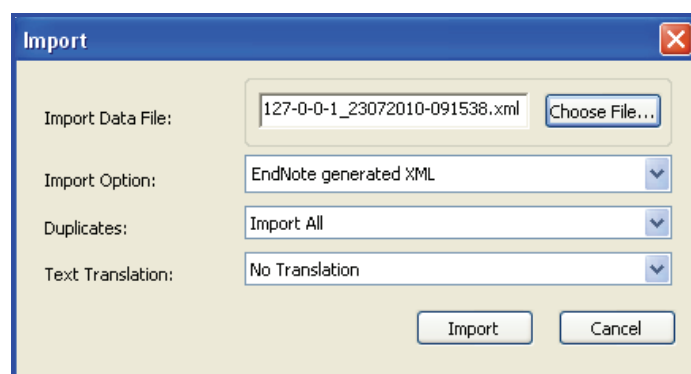 Import
Import Data File: 127-0-0-1_23072010-091538.xml Choose File...
Import Option: EndNote generated XML
Duplicates: Import All
Text Translation: No Translation
Import Cancel